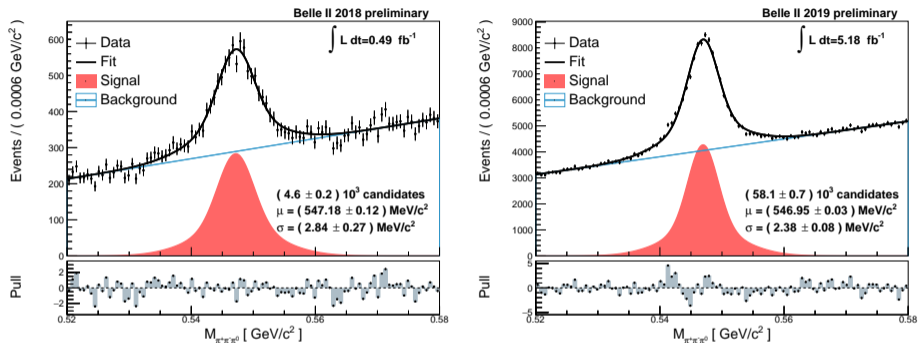 Belle II 2018 preliminary
∫ L dt=0.49 fb⁻¹
Data
Fit
Signal
Background
Events / ( 0.0006 GeV/c² )
600
500
400
300
200
100
0
( 4.6 ± 0.2 ) 10³ candidates
μ = ( 547.18 ± 0.12 ) MeV/c²
σ = ( 2.84 ± 0.27 ) MeV/c²
Pull
2
0
−2
0.52 0.54 0.56 0.58
M_π⁺π⁻π⁰ [ GeV/c² ]
Belle II 2019 preliminary
∫ L dt=5.18 fb⁻¹
Data
Fit
Signal
Background
Events / ( 0.0006 GeV/c² )
9000
8000
7000
6000
5000
4000
3000
2000
1000
0
( 58.1 ± 0.7 ) 10³ candidates
μ = ( 546.95 ± 0.03 ) MeV/c²
σ = ( 2.38 ± 0.08 ) MeV/c²
Pull
5
0
−5
0.52 0.54 0.56 0.58
M_π⁺π⁻π⁰ [ GeV/c² ]